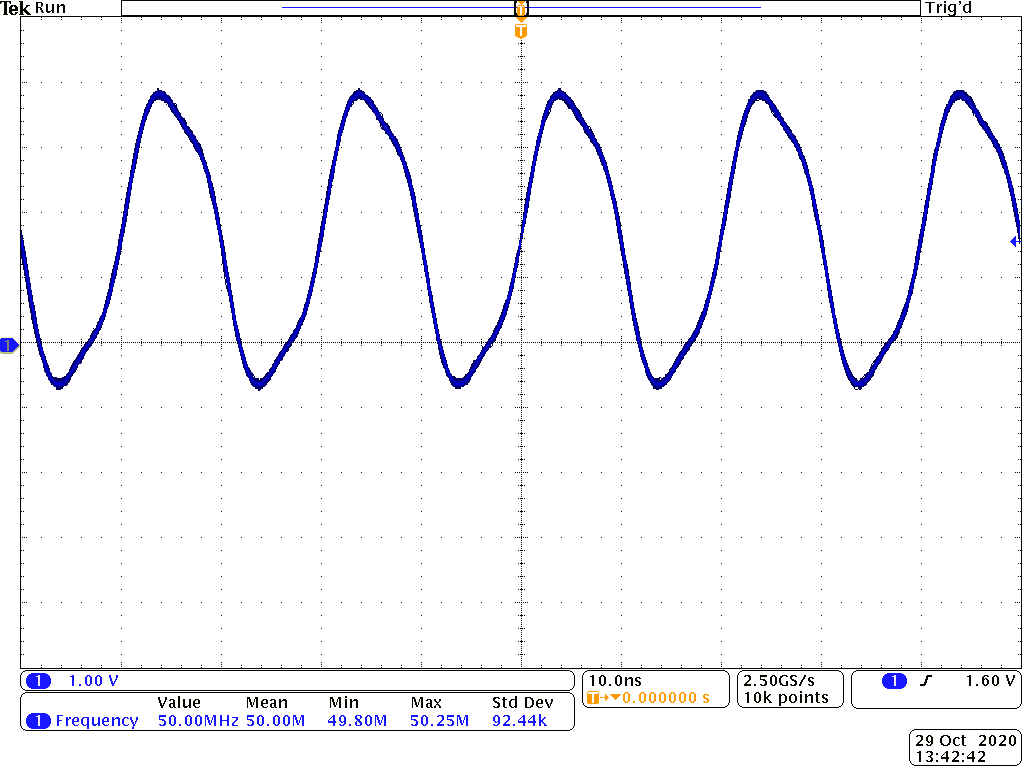 Tek Run Trig'd
T
T
1
1 1.00 V
Value Mean Min Max Std Dev
1 Frequency 50.00MHz 50.00M 49.80M 50.25M 92.44k
10.0ns
T→▼0.000000 s
2.50GS/s
10k points
1 1.60 V
29 Oct 2020
13:42:42